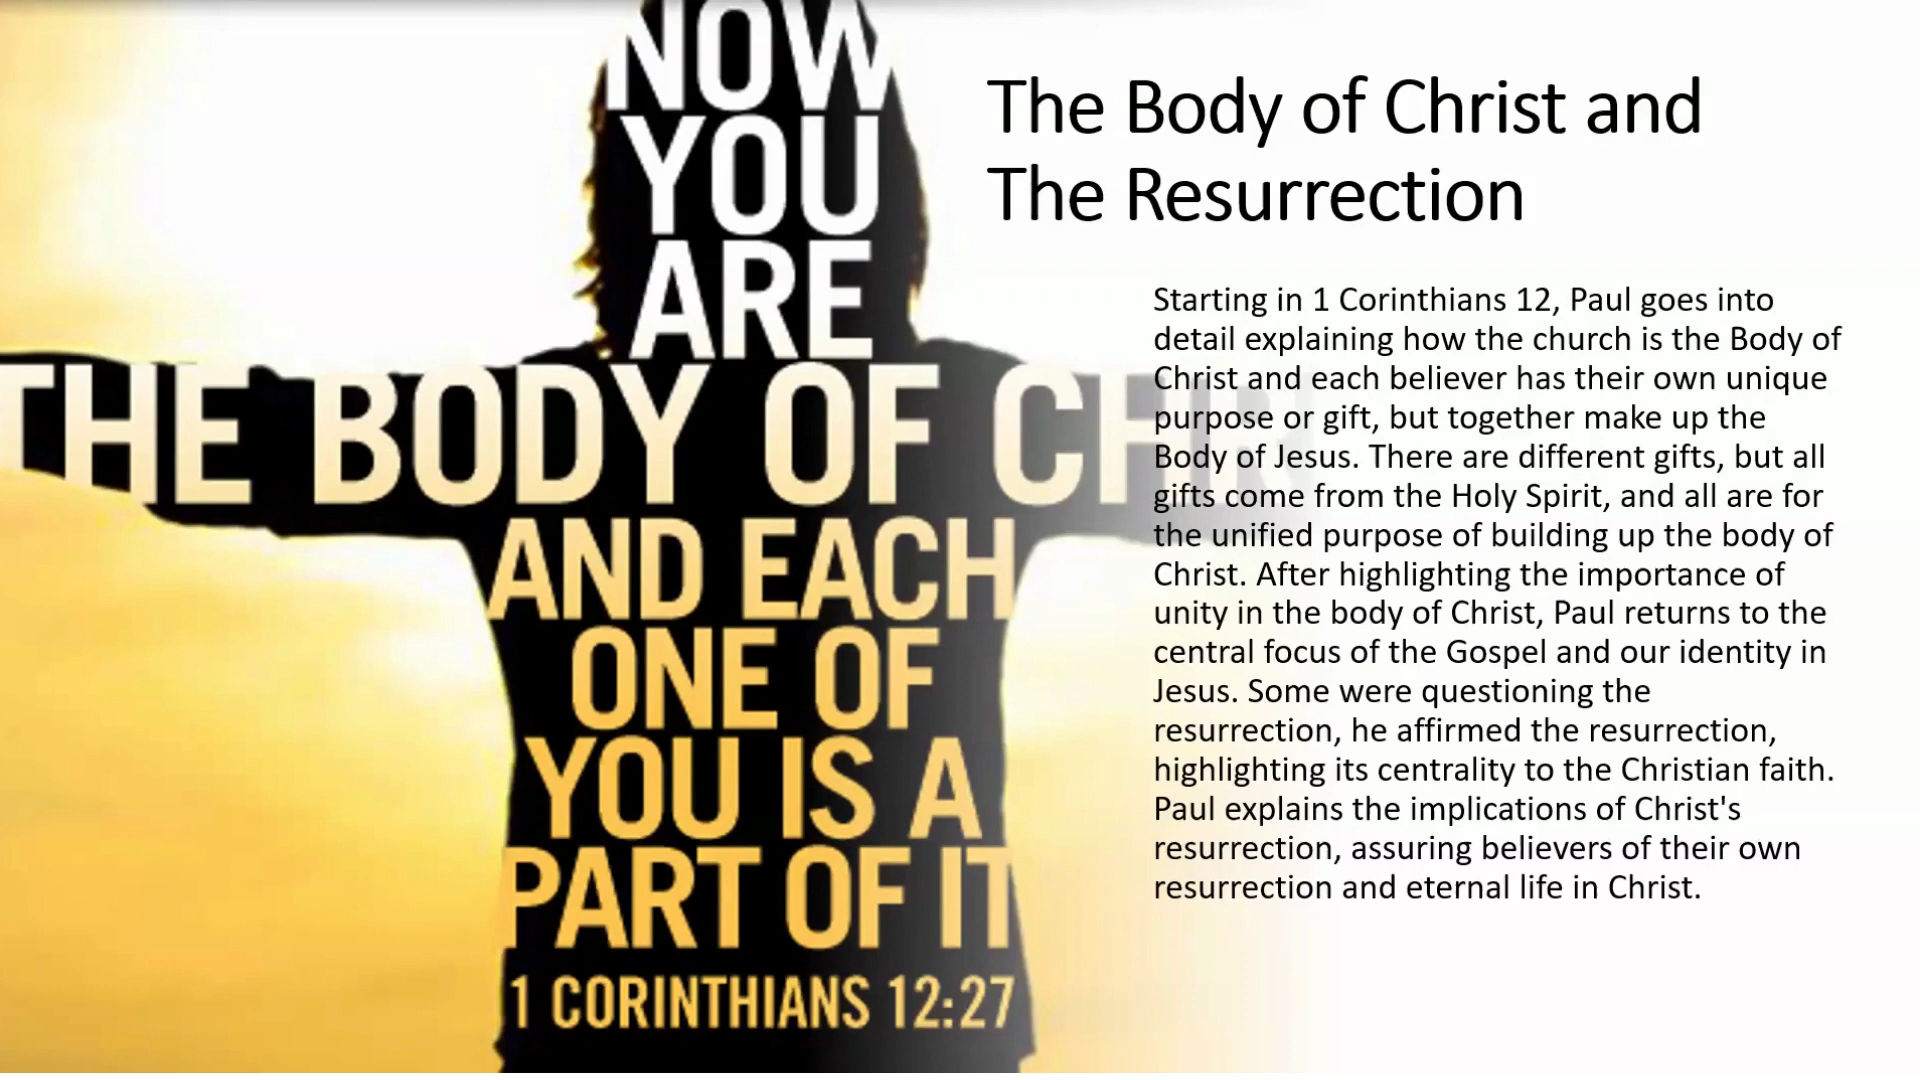 NOW
YOU
ARE
THE BODY OF CHRI
AND EACH
ONE OF
YOU IS A
PART OF IT
1 CORINTHIANS 12:27
The Body of Christ and
The Resurrection
Starting in 1 Corinthians 12, Paul goes into
detail explaining how the church is the Body of
Christ and each believer has their own unique
purpose or gift, but together make up the
Body of Jesus. There are different gifts, but all
gifts come from the Holy Spirit, and all are for
the unified purpose of building up the body of
Christ. After highlighting the importance of
unity in the body of Christ, Paul returns to the
central focus of the Gospel and our identity in
Jesus. Some were questioning the
resurrection, he affirmed the resurrection,
highlighting its centrality to the Christian faith.
Paul explains the implications of Christ's
resurrection, assuring believers of their own
resurrection and eternal life in Christ.